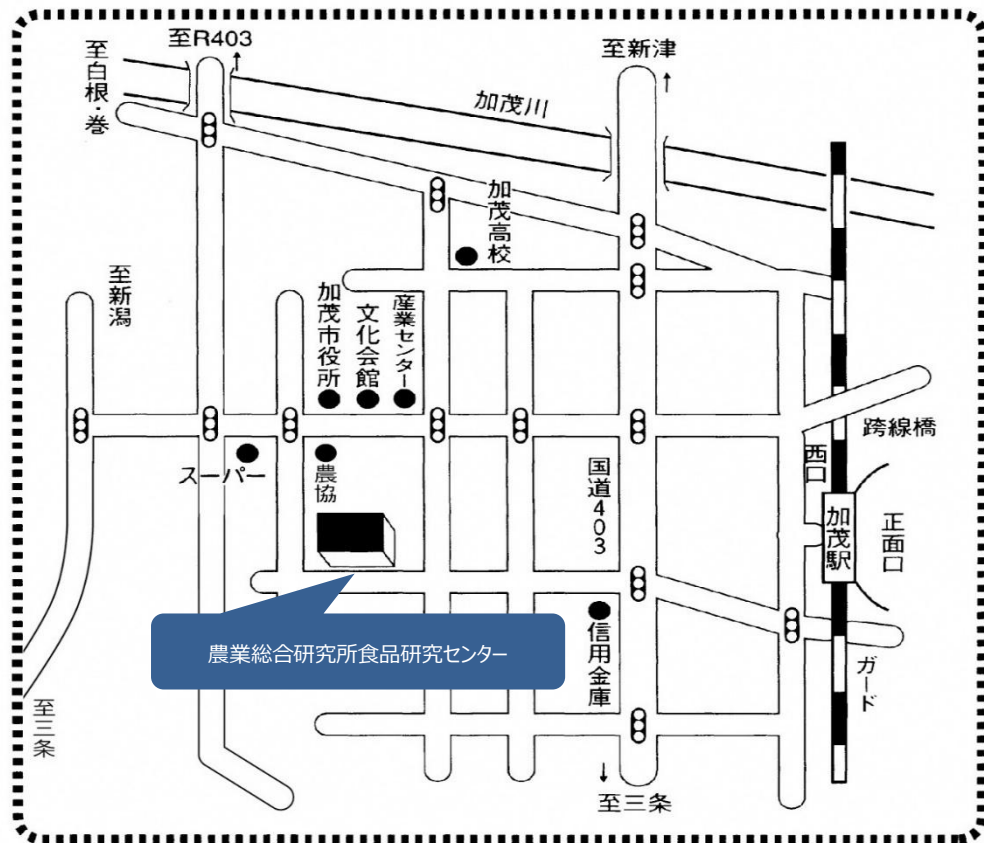 至R403
↑
至新津
↑
至白根・巻
加茂川
加茂高校
至新潟
加茂市役所
文化会館
産業センター
跨線橋
西口
スーパー
農協
国道403
加茂駅
正面口
農業総合研究所食品研究センター
信用金庫
ガード
至三条
↓
至三条